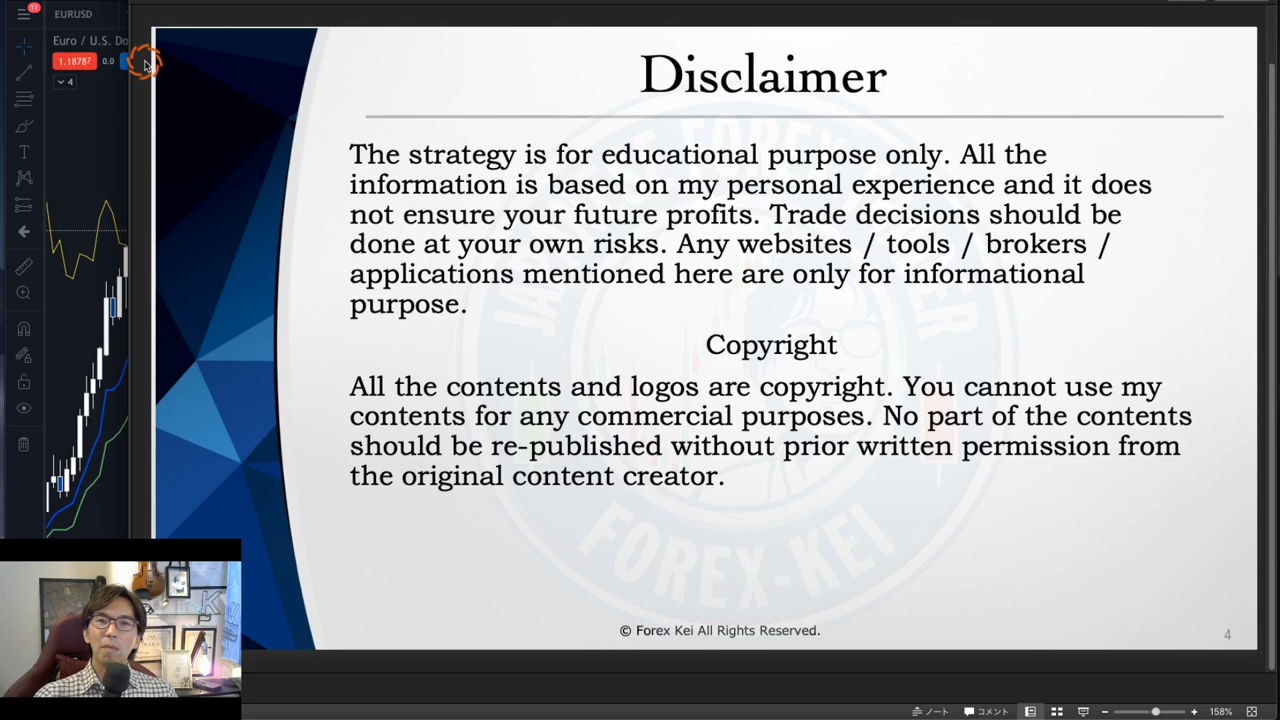 11
EURUSD
Euro / U.S. Do
1.18787
0.0
4
Disclaimer
The strategy is for educational purpose only. All the
information is based on my personal experience and it does
not ensure your future profits. Trade decisions should be
done at your own risks. Any websites / tools / brokers /
applications mentioned here are only for informational
purpose.
Copyright
All the contents and logos are copyright. You cannot use my
contents for any commercial purposes. No part of the contents
should be re-published without prior written permission from
the original content creator.
FOREX-KEI
© Forex Kei All Rights Reserved.
4
ノート
コメント
158%